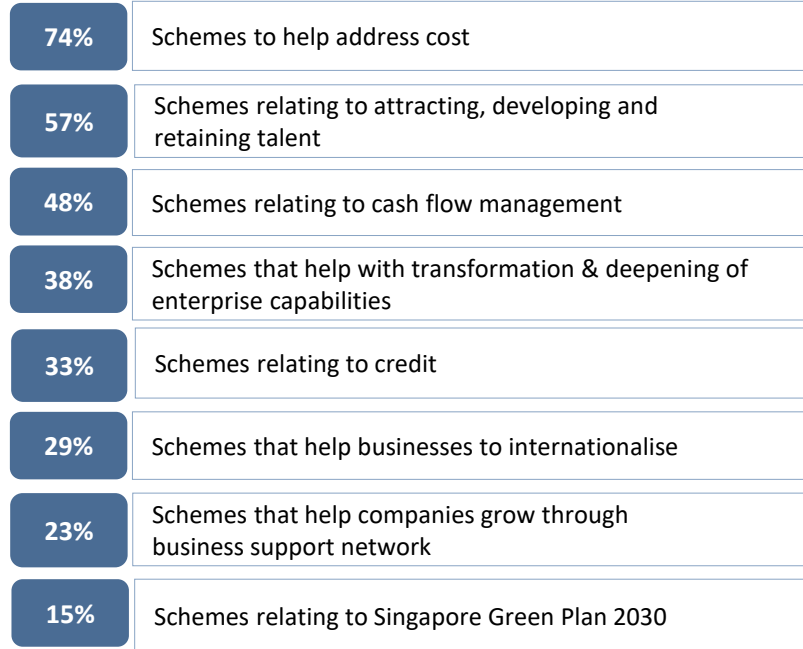 74%
Schemes to help address cost
57%
Schemes relating to attracting, developing and
retaining talent
48%
Schemes relating to cash flow management
38%
Schemes that help with transformation & deepening of
enterprise capabilities
33%
Schemes relating to credit
29%
Schemes that help businesses to internationalise
23%
Schemes that help companies grow through
business support network
15%
Schemes relating to Singapore Green Plan 2030